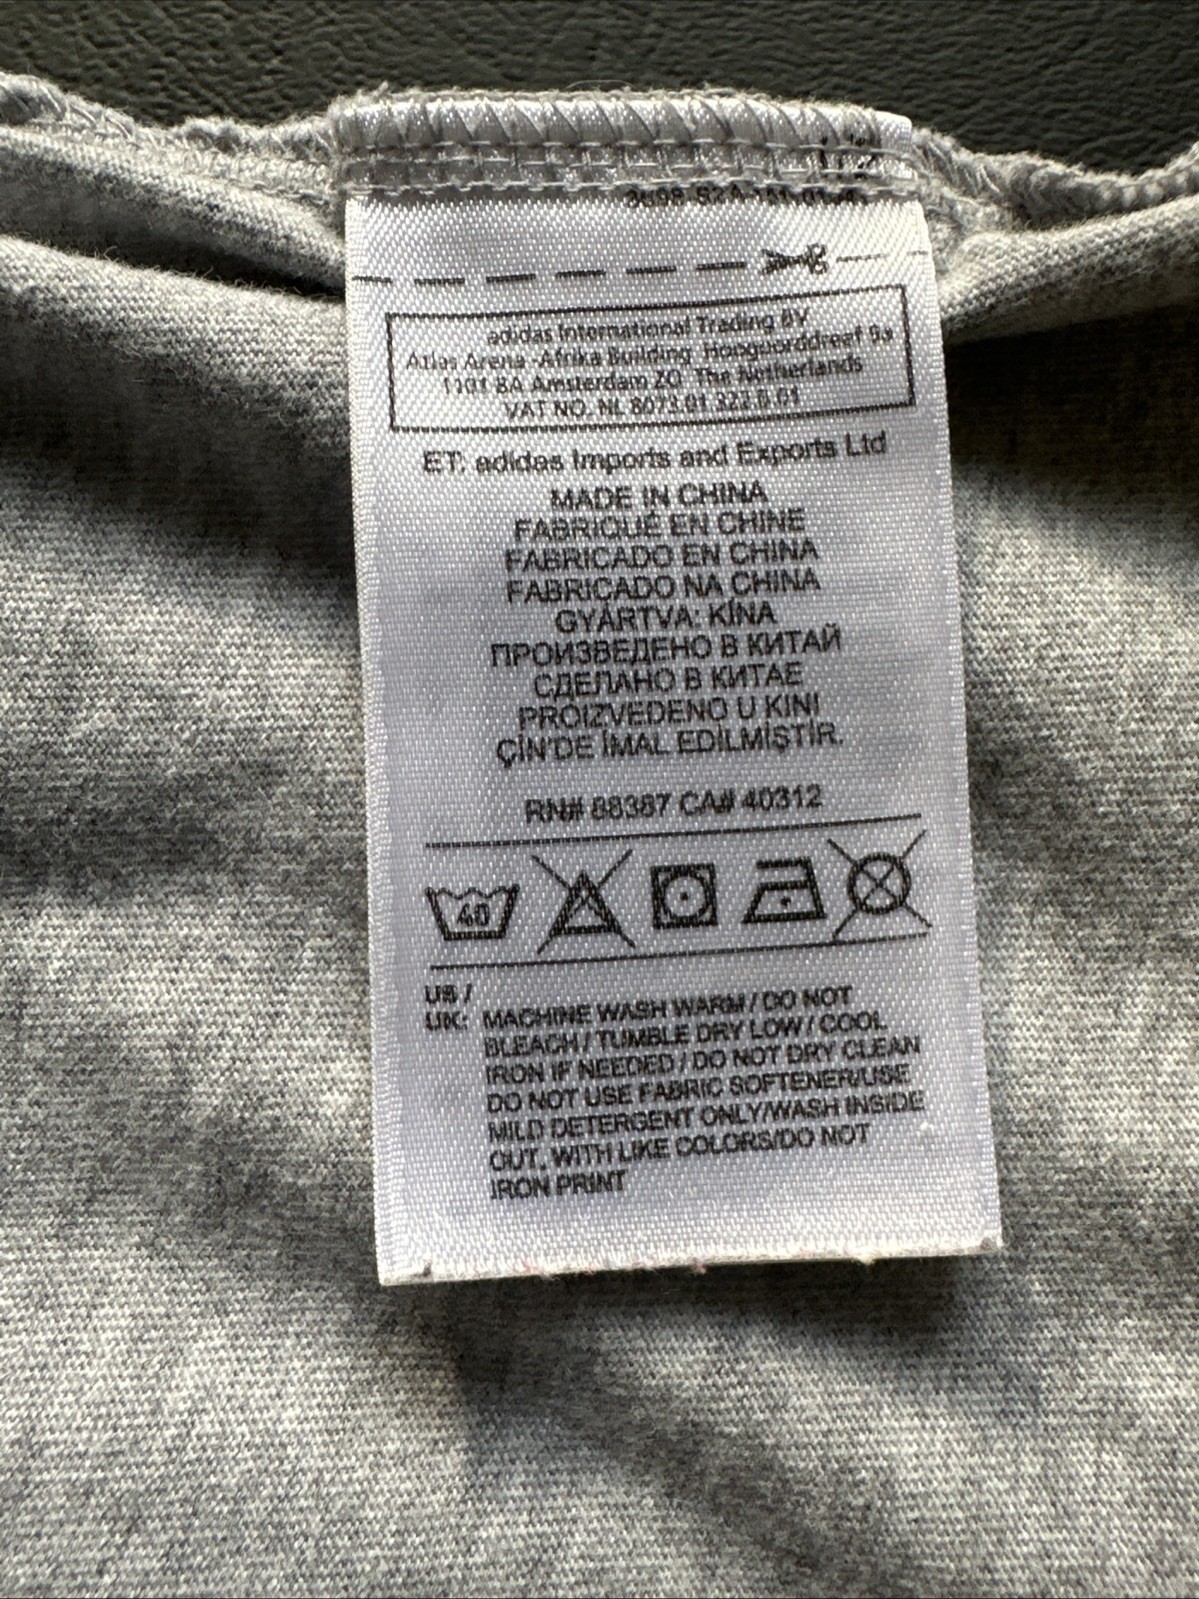 adidas International Trading BV
Atlas Arena -Afrika Building Hoogoorddreef 9a
1101 BA Amsterdam ZO The Netherlands
VAT NO. NL 8073.01.322.B.01
ET: adidas Imports and Exports Ltd
MADE IN CHINA
FABRIQUÉ EN CHINE
FABRICADO EN CHINA
FABRICADO NA CHINA
GYÁRTVA: KÍNA
ПРОИЗВЕДЕНО В КИТАЙ
СДЕЛАНО В КИТАЕ
PROIZVEDENO U KINI
ÇİN'DE İMAL EDİLMİŞTİR.
RN# 88387 CA# 40312
40
US /
UK: MACHINE WASH WARM / DO NOT
BLEACH / TUMBLE DRY LOW / COOL
IRON IF NEEDED / DO NOT DRY CLEAN
DO NOT USE FABRIC SOFTENER/USE
MILD DETERGENT ONLY/WASH INSIDE
OUT, WITH LIKE COLORS/DO NOT
IRON PRINT